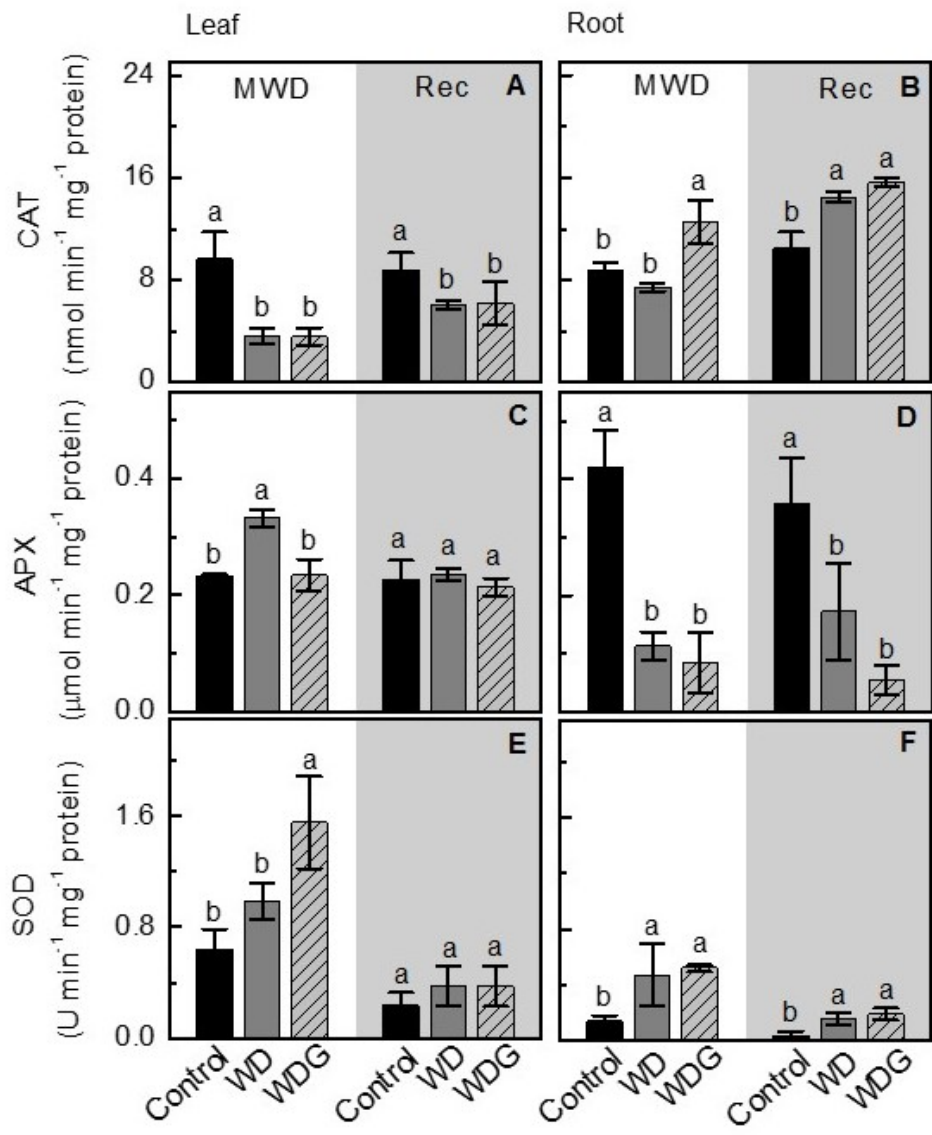 Leaf Root
MWD Rec A MWD Rec B
24
16
8
0
CAT
(nmol min⁻¹ mg⁻¹ protein)
a b b a b b b b a b a a
C D
0.4
0.2
0.0
APX
(μmol min⁻¹ mg⁻¹ protein)
b a b a a a a b b a b b
E F
1.6
0.8
0.0
SOD
(U min⁻¹ mg⁻¹ protein)
b b a a a a b a a b a a
Control WD WDG Control WD WDG Control WD WDG Control WD WDG